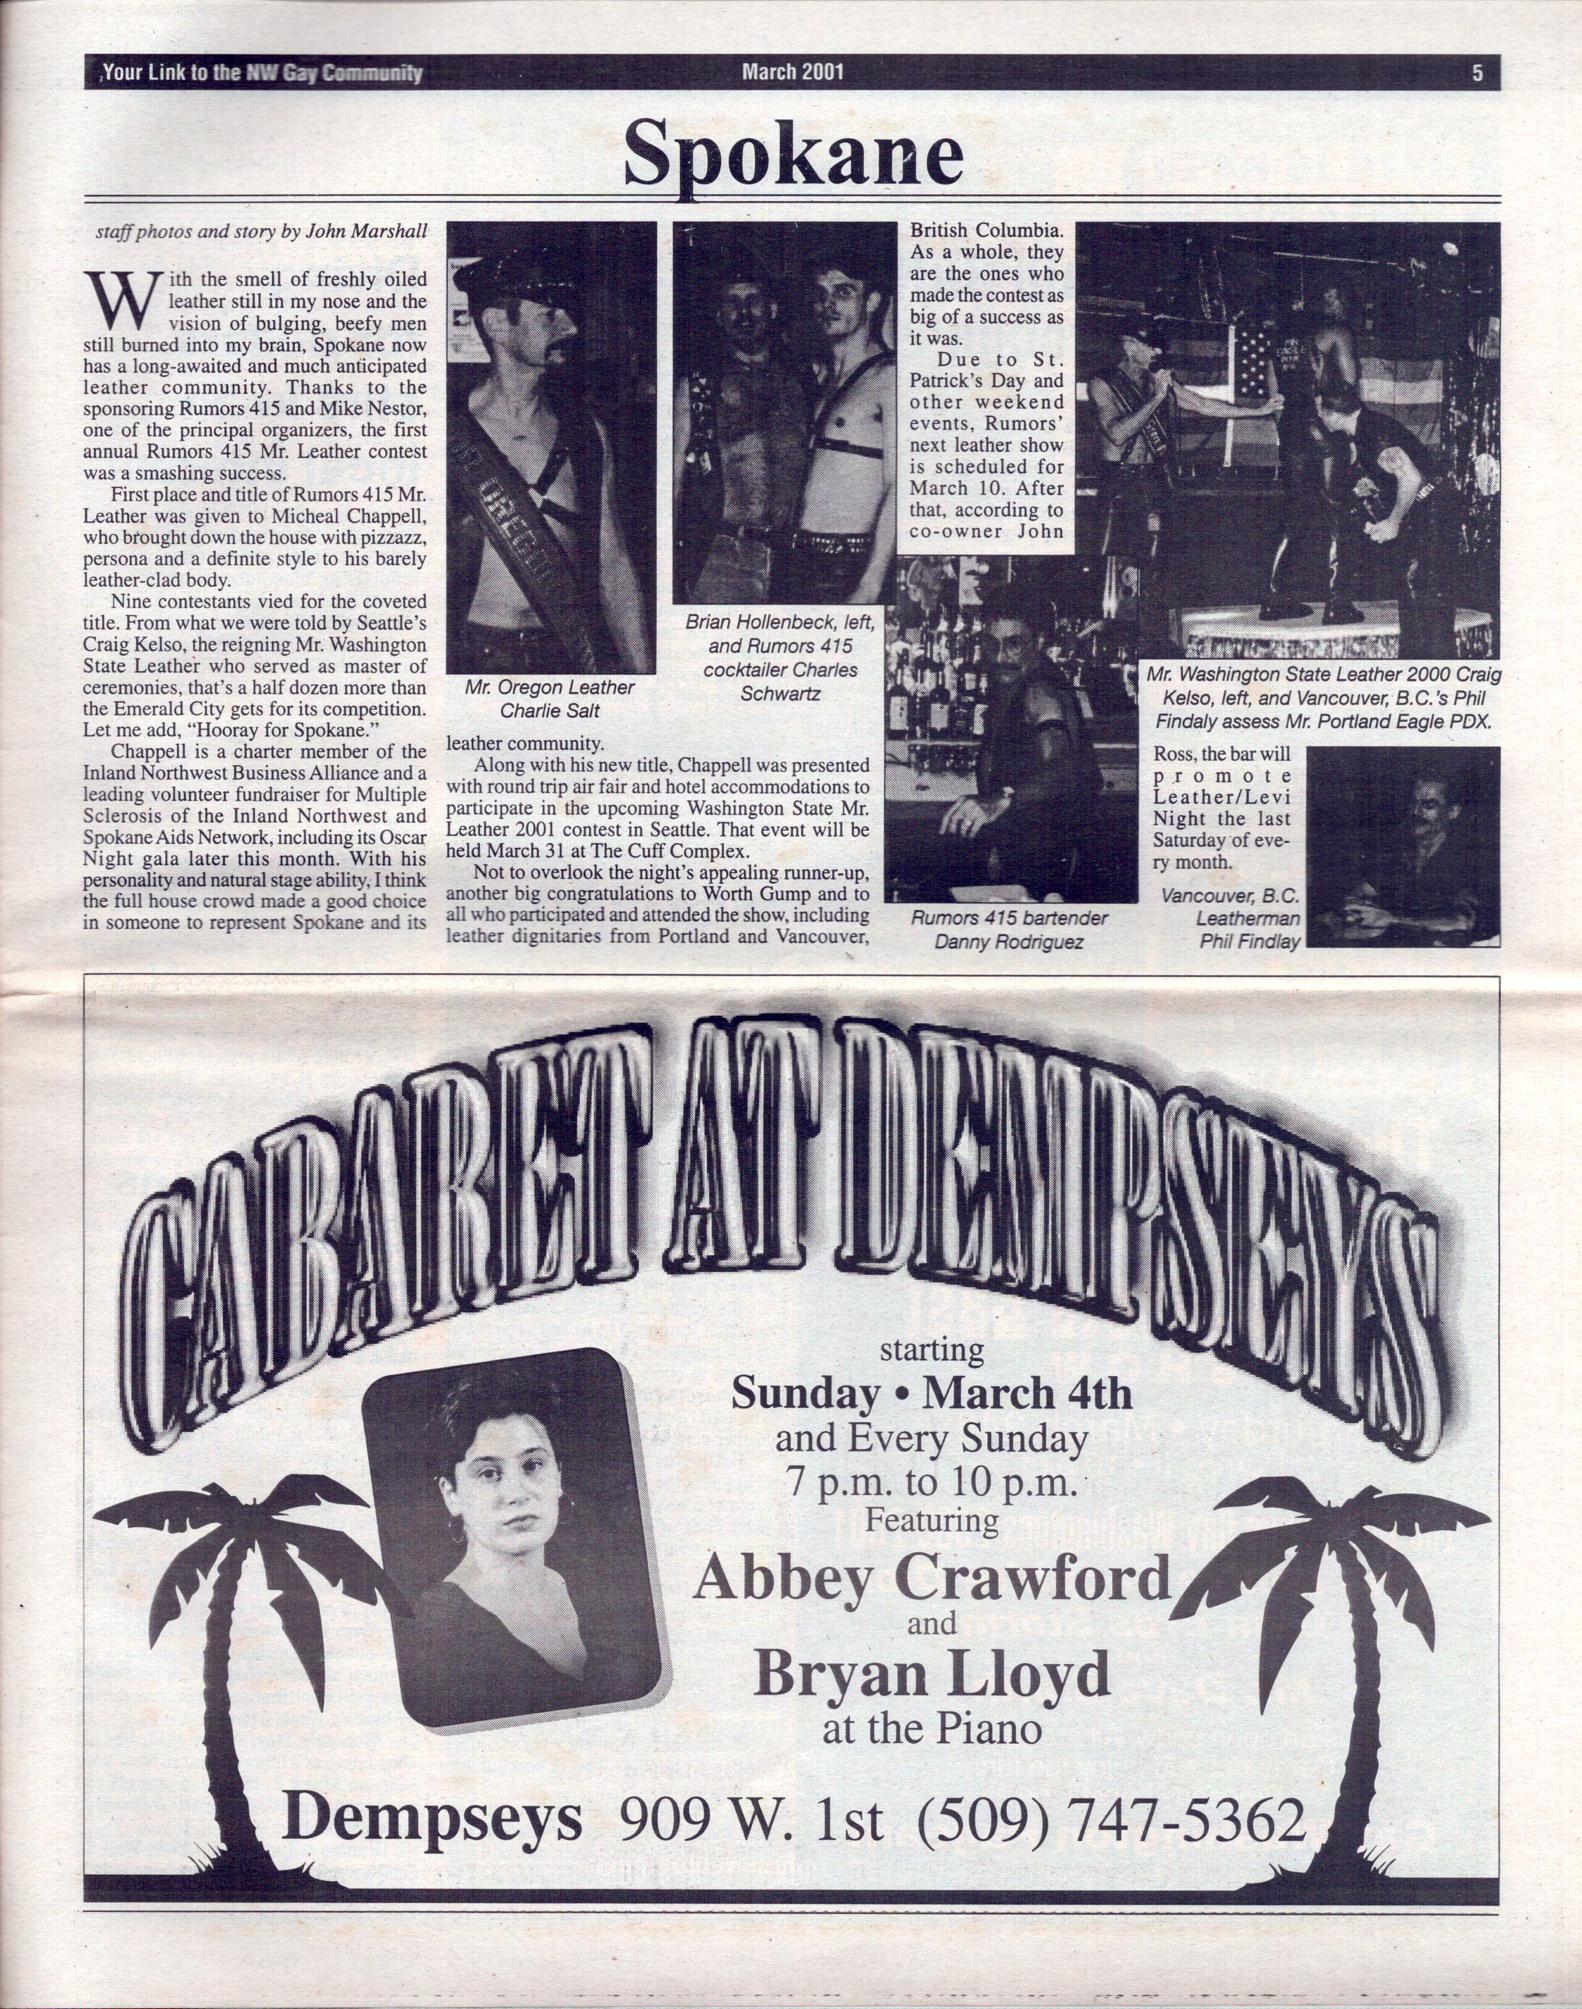 Your Link to the NW Gay Community
March 2001
5
Spokane
staff photos and story by John Marshall
With the smell of freshly oiled
leather still in my nose and the
vision of bulging, beefy men
still burned into my brain, Spokane now
has a long-awaited and much anticipated
leather community. Thanks to the
sponsoring Rumors 415 and Mike Nestor,
one of the principal organizers, the first
annual Rumors 415 Mr. Leather contest
was a smashing success.
First place and title of Rumors 415 Mr.
Leather was given to Micheal Chappell,
who brought down the house with pizzazz,
persona and a definite style to his barely
leather-clad body.
Nine contestants vied for the coveted
title. From what we were told by Seattle's
Craig Kelso, the reigning Mr. Washington
State Leather who served as master of
ceremonies, that's a half dozen more than
the Emerald City gets for its competition.
Let me add, “Hooray for Spokane.”
Chappell is a charter member of the
Inland Northwest Business Alliance and a
leading volunteer fundraiser for Multiple
Sclerosis of the Inland Northwest and
Spokane Aids Network, including its Oscar
Night gala later this month. With his
personality and natural stage ability, I think
the full house crowd made a good choice
in someone to represent Spokane and its
OREGON
Mr. Oregon Leather
Charlie Salt
Brian Hollenbeck, left,
and Rumors 415
cocktailer Charles
Schwartz
leather community.
Along with his new title, Chappell was presented
with round trip air fair and hotel accommodations to
participate in the upcoming Washington State Mr.
Leather 2001 contest in Seattle. That event will be
held March 31 at The Cuff Complex.
Not to overlook the night's appealing runner-up,
another big congratulations to Worth Gump and to
all who participated and attended the show, including
leather dignitaries from Portland and Vancouver,
British Columbia.
As a whole, they
are the ones who
made the contest as
big of a success as
it was.
Due to St.
Patrick's Day and
other weekend
events, Rumors'
next leather show
is scheduled for
March 10. After
that, according to
co-owner John
Rumors 415 bartender
Danny Rodriguez
Mr. Washington State Leather 2000 Craig
Kelso, left, and Vancouver, B.C.'s Phil
Findaly assess Mr. Portland Eagle PDX.
Ross, the bar will
promote
Leather/Levi
Night the last
Saturday of eve-
ry month.
Vancouver, B.C.
Leatherman
Phil Findlay
CABARET AT DEMPSEYS
starting
Sunday • March 4th
and Every Sunday
7 p.m. to 10 p.m.
Featuring
Abbey Crawford
and
Bryan Lloyd
at the Piano
Dempseys 909 W. 1st (509) 747-5362